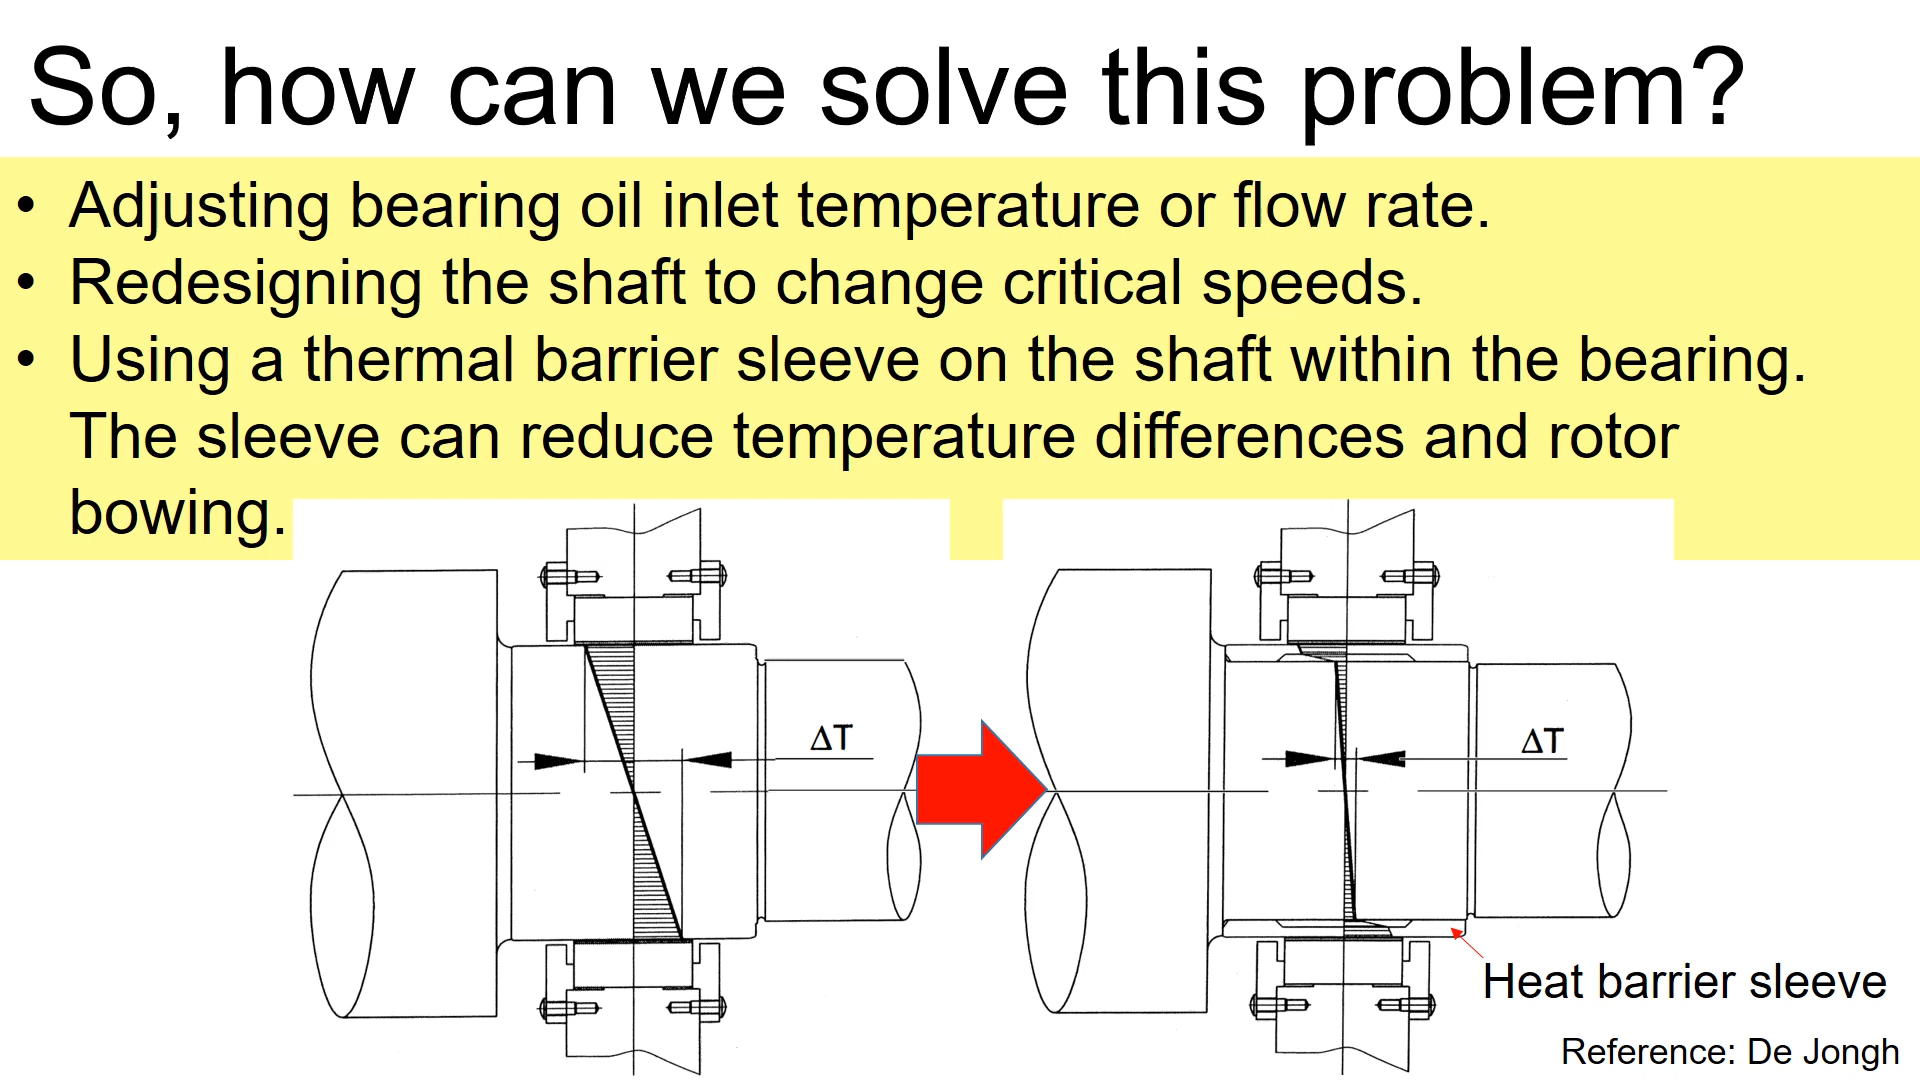 So, how can we solve this problem?
• Adjusting bearing oil inlet temperature or flow rate.
• Redesigning the shaft to change critical speeds.
• Using a thermal barrier sleeve on the shaft within the bearing.
The sleeve can reduce temperature differences and rotor
bowing.
ΔT
ΔT
Heat barrier sleeve
Reference: De Jongh